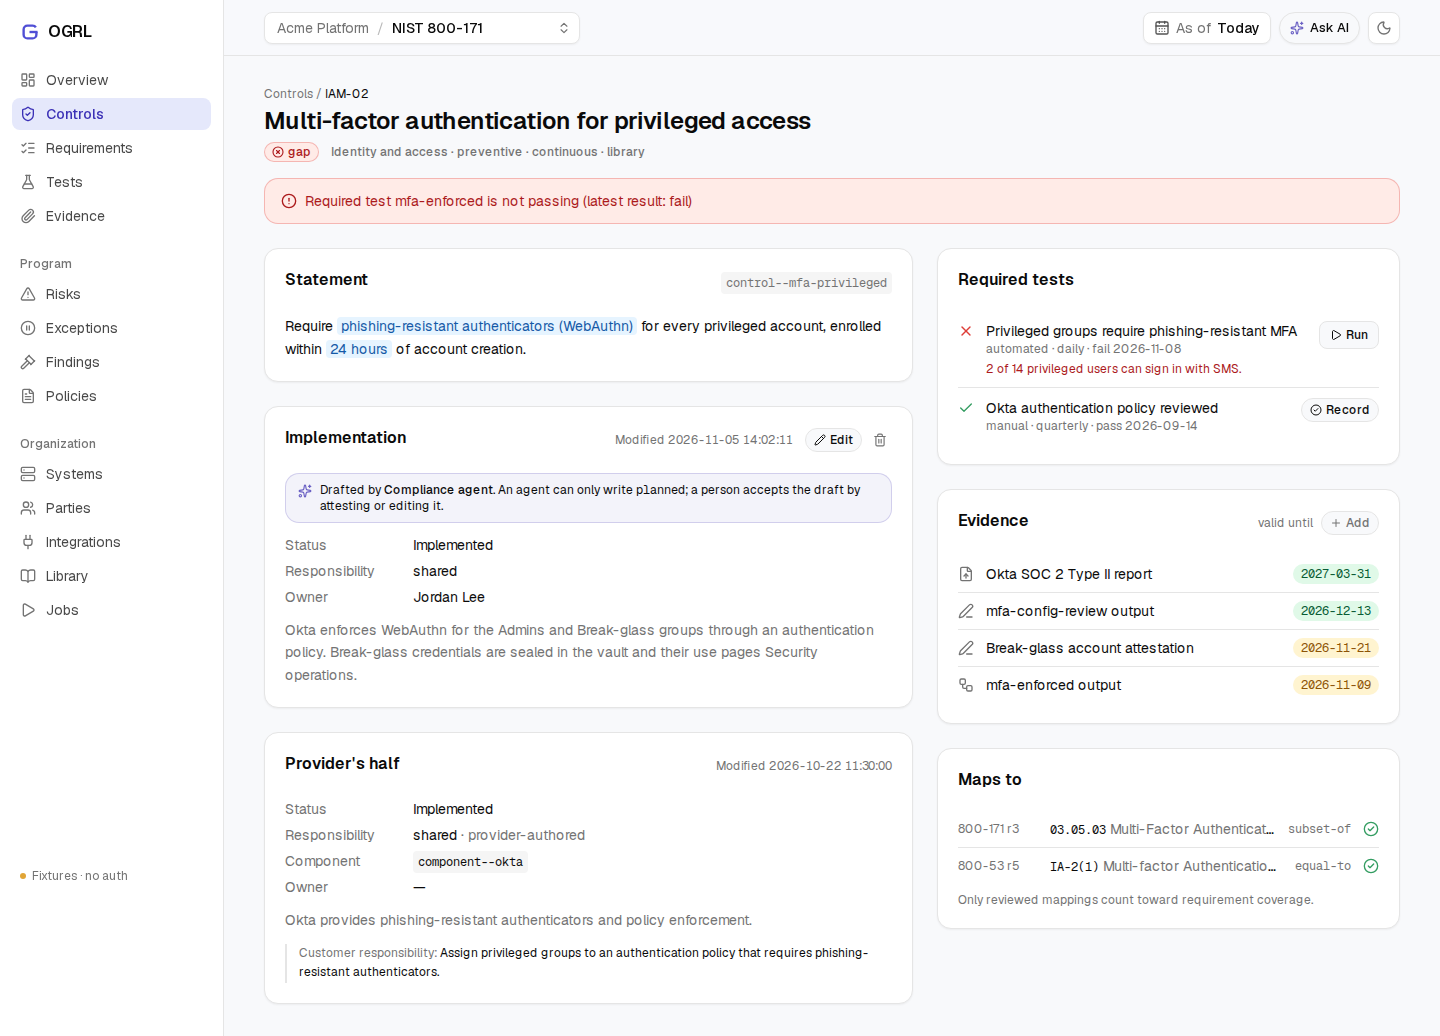 OGRL
Overview
Controls
Requirements
Tests
Evidence
Program
Risks
Exceptions
Findings
Policies
Organization
Systems
Parties
Integrations
Library
Jobs
Fixtures · no auth
Acme Platform / NIST 800-171
As of Today
Ask AI
Controls / IAM-02
Multi-factor authentication for privileged access
gap
Identity and access · preventive · continuous · library
Required test mfa-enforced is not passing (latest result: fail)
Statement
control--mfa-privileged
Require phishing-resistant authenticators (WebAuthn) for every privileged account, enrolled
within 24 hours of account creation.
Implementation
Modified 2026-11-05 14:02:11
Edit
Drafted by Compliance agent. An agent can only write planned; a person accepts the draft by
attesting or editing it.
Status Implemented
Responsibility shared
Owner Jordan Lee
Okta enforces WebAuthn for the Admins and Break-glass groups through an authentication
policy. Break-glass credentials are sealed in the vault and their use pages Security
operations.
Provider's half
Modified 2026-10-22 11:30:00
Status Implemented
Responsibility shared · provider-authored
Component component--okta
Owner —
Okta provides phishing-resistant authenticators and policy enforcement.
Customer responsibility: Assign privileged groups to an authentication policy that requires phishing-
resistant authenticators.
Required tests
Privileged groups require phishing-resistant MFA
Run
automated · daily · fail 2026-11-08
2 of 14 privileged users can sign in with SMS.
Okta authentication policy reviewed
Record
manual · quarterly · pass 2026-09-14
Evidence
valid until
Add
Okta SOC 2 Type II report 2027-03-31
mfa-config-review output 2026-12-13
Break-glass account attestation 2026-11-21
mfa-enforced output 2026-11-09
Maps to
800-171 r3 03.05.03 Multi-Factor Authenticat… subset-of
800-53 r5 IA-2(1) Multi-factor Authenticatio… equal-to
Only reviewed mappings count toward requirement coverage.